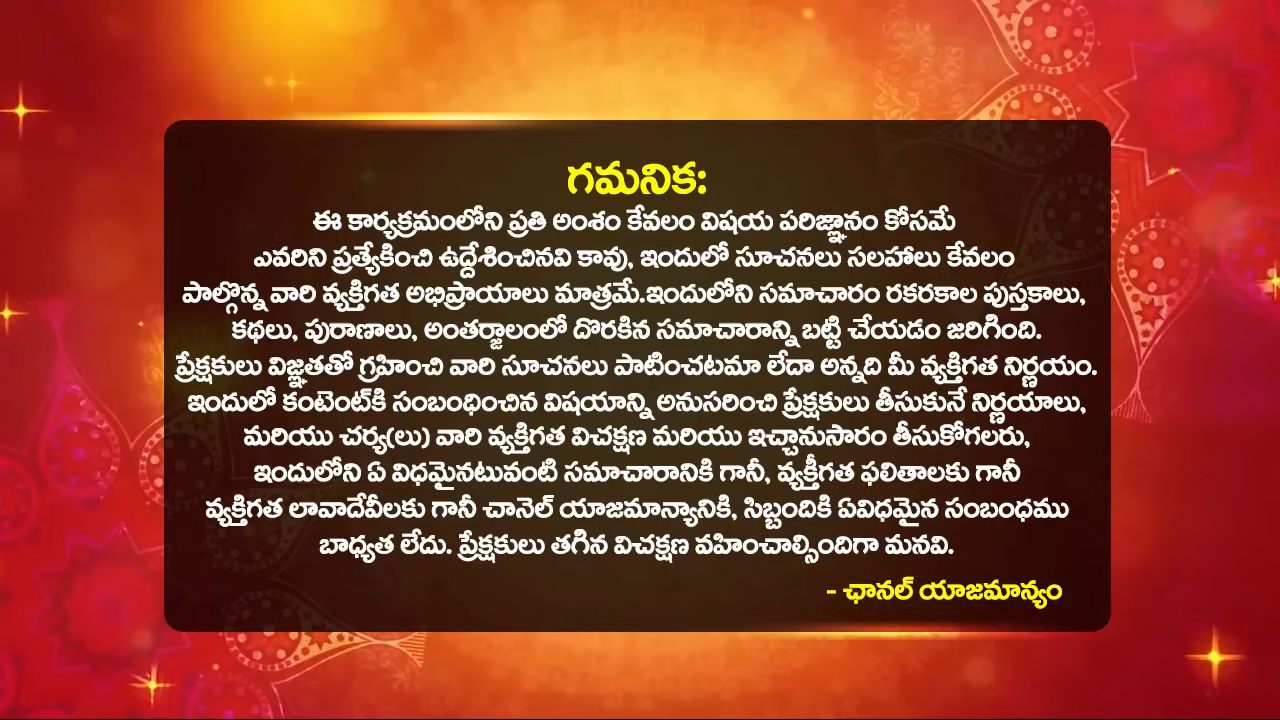 గమనిక:
ఈ కార్యక్రమంలోని ప్రతి అంశం కేవలం విషయ పరిజ్ఞానం కోసమే
ఎవరిని ప్రత్యేకించి ఉద్దేశించినవి కావు, ఇందులో సూచనలు సలహాలు కేవలం
పాల్గొన్న వారి వ్యక్తిగత అభిప్రాయాలు మాత్రమే.ఇందులోని సమాచారం రకరకాల పుస్తకాలు,
కథలు, పురాణాలు, అంతర్జాలంలో దొరకిన సమాచారాన్ని బట్టి చేయడం జరిగింది.
ప్రేక్షకులు విజ్ఞతతో గ్రహించి వారి సూచనలు పాటించటమా లేదా అన్నది మీ వ్యక్తిగత నిర్ణయం.
ఇందులో కంటెంట్‌కి సంబంధించిన విషయాన్ని అనుసరించి ప్రేక్షకులు తీసుకునే నిర్ణయాలు,
మరియు చర్య(లు) వారి వ్యక్తిగత విచక్షణ మరియు ఇచ్చానుసారం తీసుకోగలరు,
ఇందులోని ఏ విధమైనటువంటి సమాచారానికి గానీ, వ్యక్తీగత ఫలితాలకు గానీ
వ్యక్తిగత లావాదేవీలకు గానీ చానెల్ యాజమాన్యానికి, సిబ్బందికి ఏవిధమైన సంబంధము
బాధ్యత లేదు. ప్రేక్షకులు తగిన విచక్షణ వహించాల్సిందిగా మనవి.
- ఛానల్ యాజమాన్యం